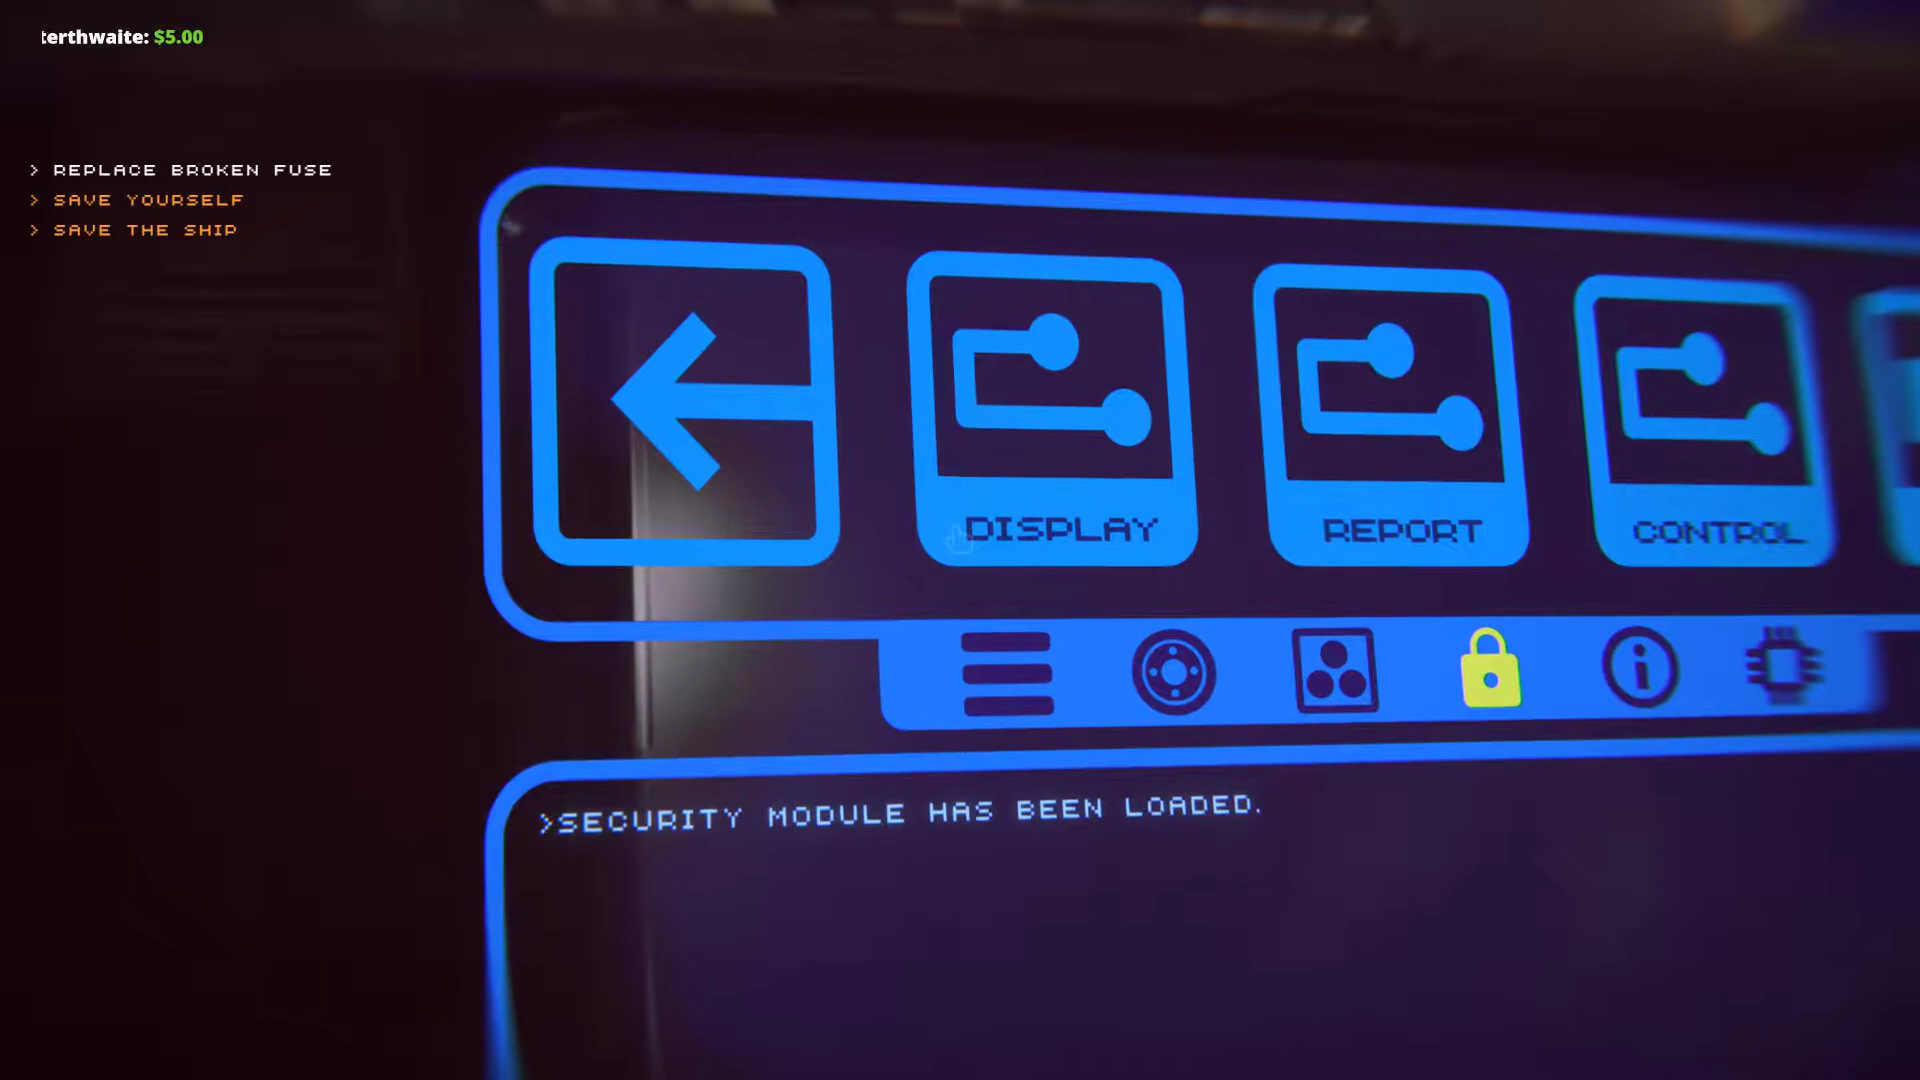 terthwaite: $5.00
> REPLACE BROKEN FUSE
> SAVE YOURSELF
> SAVE THE SHIP
DISPLAY
REPORT
CONTROL
>SECURITY MODULE HAS BEEN LOADED.